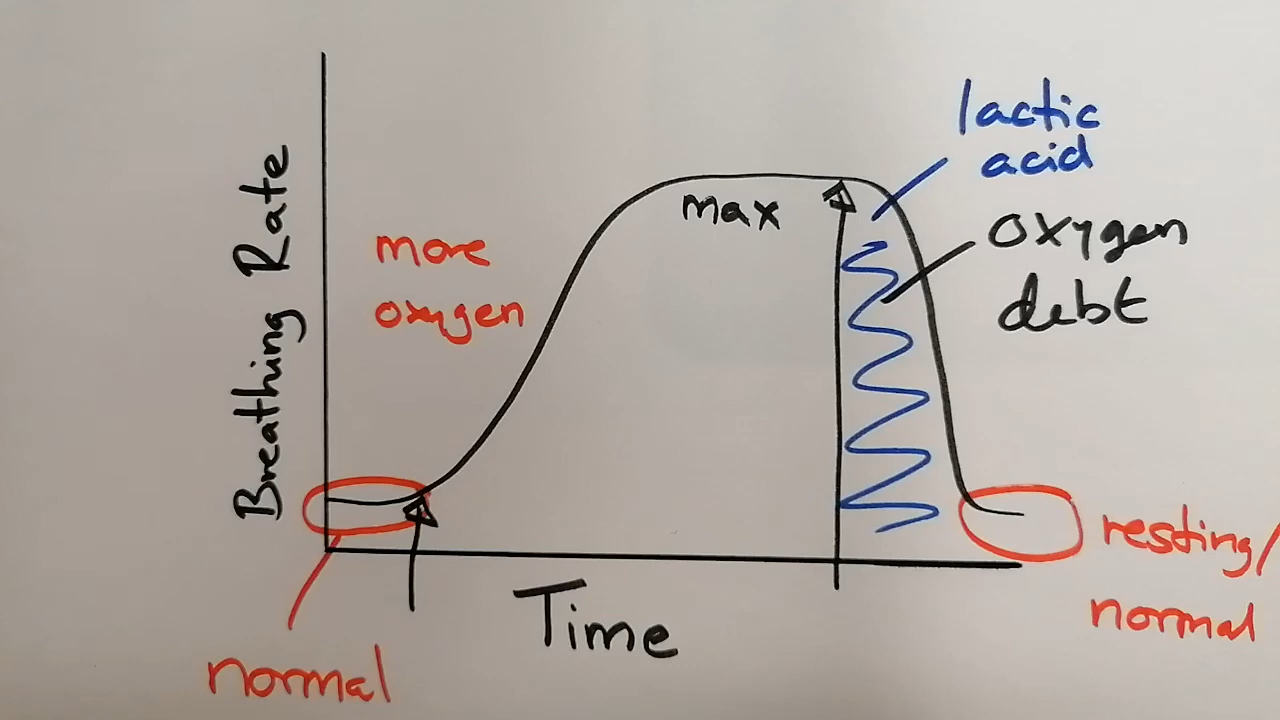 lactic
acid
max
oxygen
debt
more
oxygen
Breathing Rate
resting/
normal
Time
normal